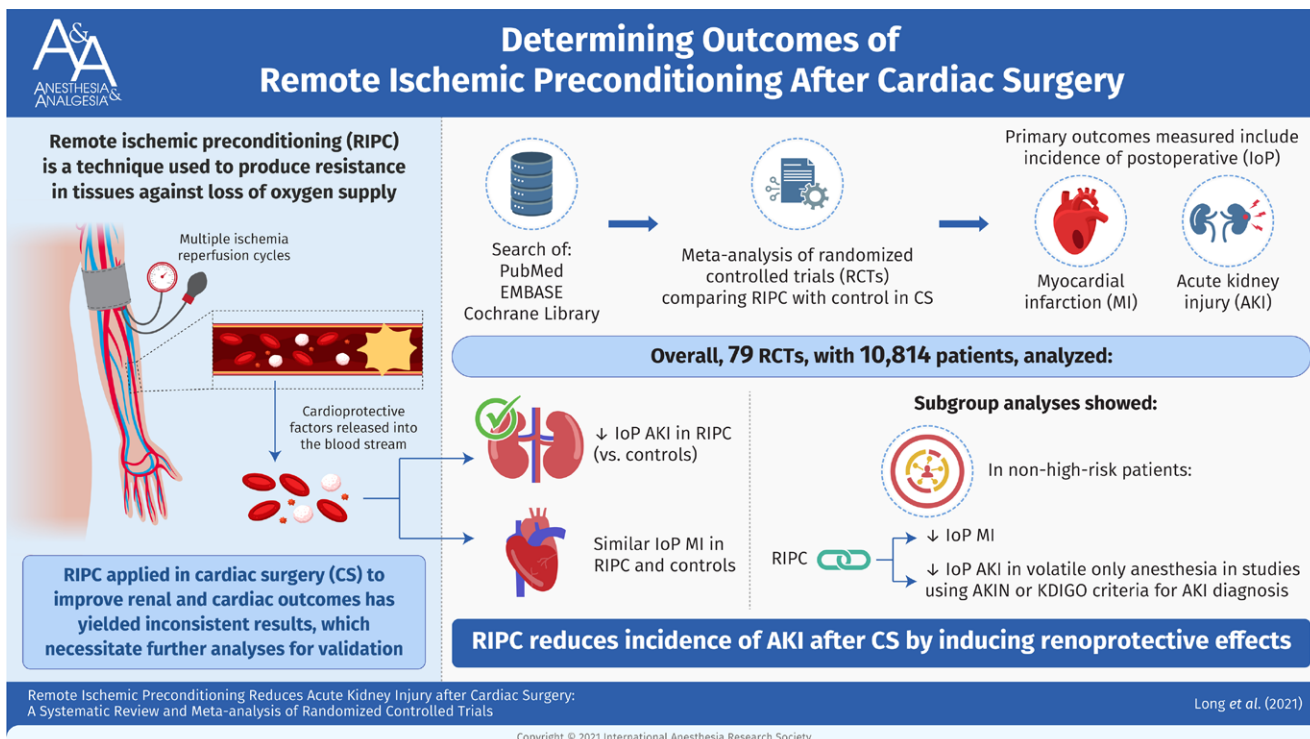 A&A
ANESTHESIA &
ANALGESIA
Determining Outcomes of
Remote Ischemic Preconditioning After Cardiac Surgery
Remote ischemic preconditioning (RIPC)
is a technique used to produce resistance
in tissues against loss of oxygen supply
Multiple ischemia
reperfusion cycles
Cardioprotective
factors released into
the blood stream
RIPC applied in cardiac surgery (CS) to
improve renal and cardiac outcomes has
yielded inconsistent results, which
necessitate further analyses for validation
Search of:
PubMed
EMBASE
Cochrane Library
Meta-analysis of randomized
controlled trials (RCTs)
comparing RIPC with control in CS
Primary outcomes measured include
incidence of postoperative (IoP)
Myocardial
infarction (MI)
Acute kidney
injury (AKI)
Overall, 79 RCTs, with 10,814 patients, analyzed:
↓ IoP AKI in RIPC
(vs. controls)
Similar IoP MI in
RIPC and controls
Subgroup analyses showed:
In non-high-risk patients:
RIPC
↓ IoP MI
↓ IoP AKI in volatile only anesthesia in studies
using AKIN or KDIGO criteria for AKI diagnosis
RIPC reduces incidence of AKI after CS by inducing renoprotective effects
Remote Ischemic Preconditioning Reduces Acute Kidney Injury after Cardiac Surgery:
A Systematic Review and Meta-analysis of Randomized Controlled Trials
Long et al. (2021)
Copyright © 2021 International Anesthesia Research Society